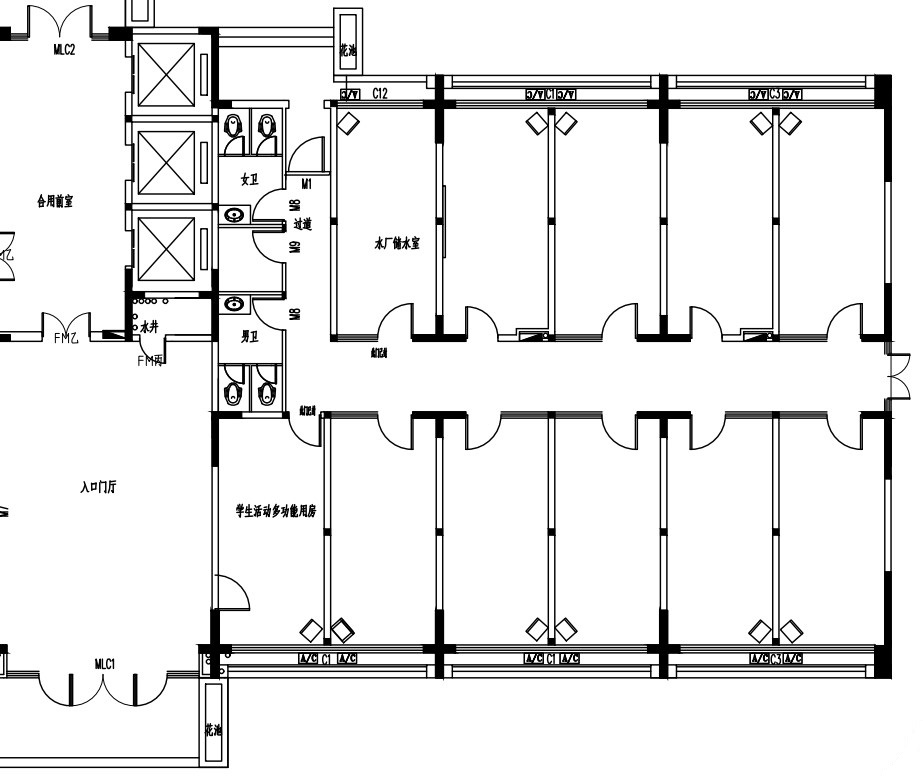 MLC2
花池
C12
C1
C3
合用前室
女卫
M1
M8
过道
M9
水厂储水室
M8
水井
男卫
FM乙
FM丙
入口门厅
学生活动多功能用房
MLC1
A/C
C1
A/C
A/C
C1
A/C
A/C
C3
A/C
花池